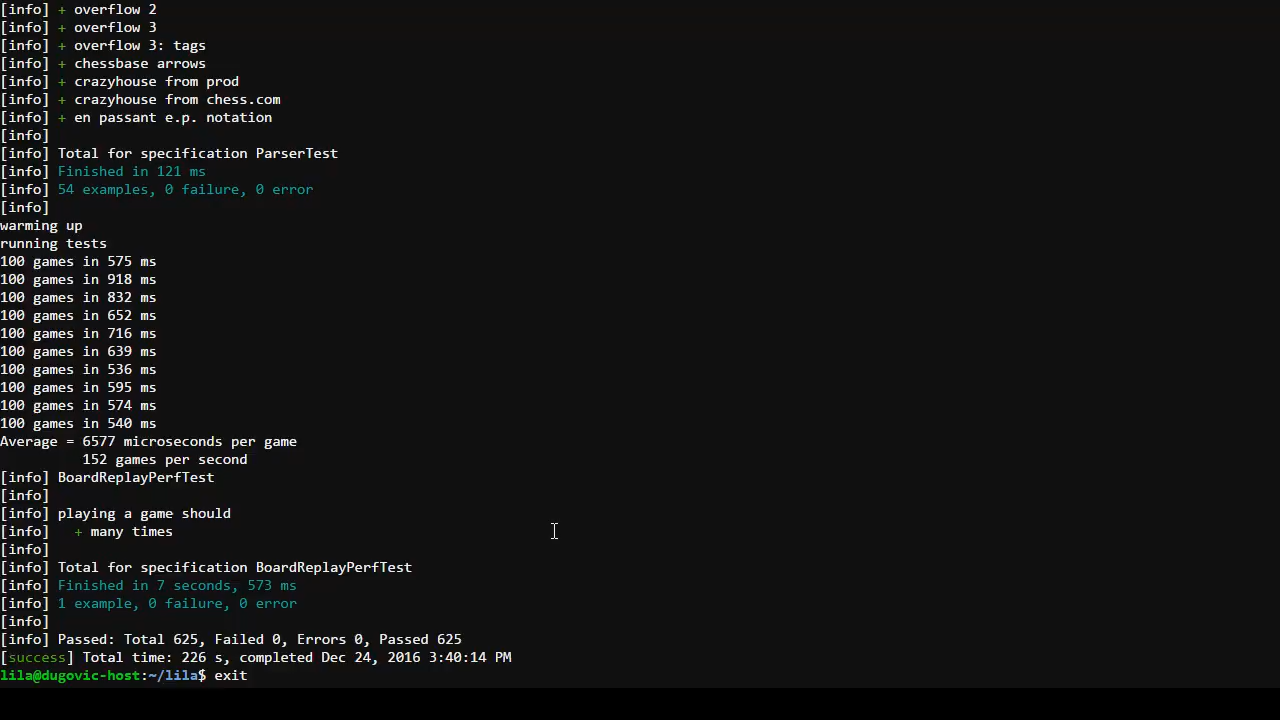 [info] + overflow 2
[info] + overflow 3
[info] + overflow 3: tags
[info] + chessbase arrows
[info] + crazyhouse from prod
[info] + crazyhouse from chess.com
[info] + en passant e.p. notation
[info]
[info] Total for specification ParserTest
[info] Finished in 121 ms
[info] 54 examples, 0 failure, 0 error
[info]
warming up
running tests
100 games in 575 ms
100 games in 918 ms
100 games in 832 ms
100 games in 652 ms
100 games in 716 ms
100 games in 639 ms
100 games in 536 ms
100 games in 595 ms
100 games in 574 ms
100 games in 540 ms
Average = 6577 microseconds per game
152 games per second
[info] BoardReplayPerfTest
[info]
[info] playing a game should
[info] + many times
[info]
[info] Total for specification BoardReplayPerfTest
[info] Finished in 7 seconds, 573 ms
[info] 1 example, 0 failure, 0 error
[info]
[info] Passed: Total 625, Failed 0, Errors 0, Passed 625
[success] Total time: 226 s, completed Dec 24, 2016 3:40:14 PM
lila@dugovic-host:~/lila$ exit